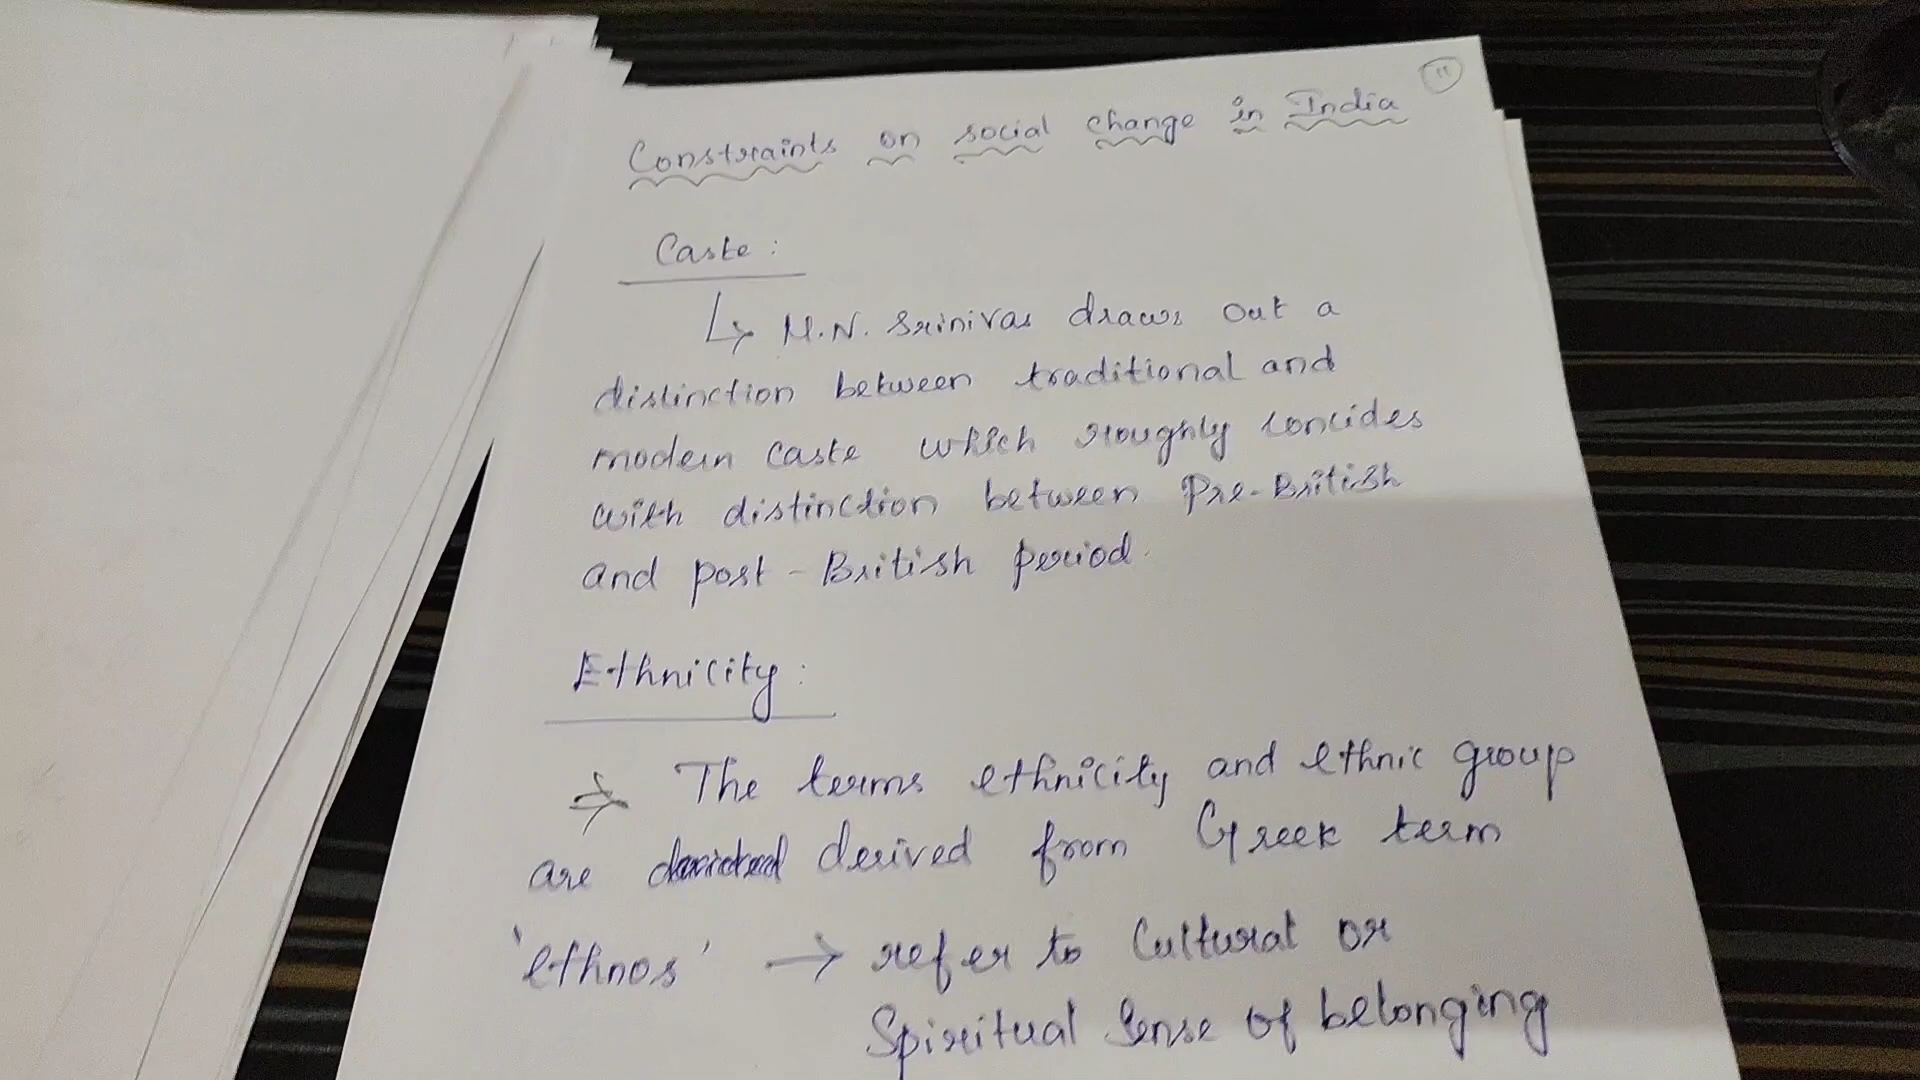 11
Constraints on social change in India
Caste :
↳ M.N. Srinivas draws out a
distinction between traditional and
modern caste which roughly concides
with distinction between Pre-British
and post - British period.
Ethnicity :
→ The terms ethnicity and ethnic group
are derived from Greek term
'ethnos' → refer to Cultural or
Spiritual Sense of belonging